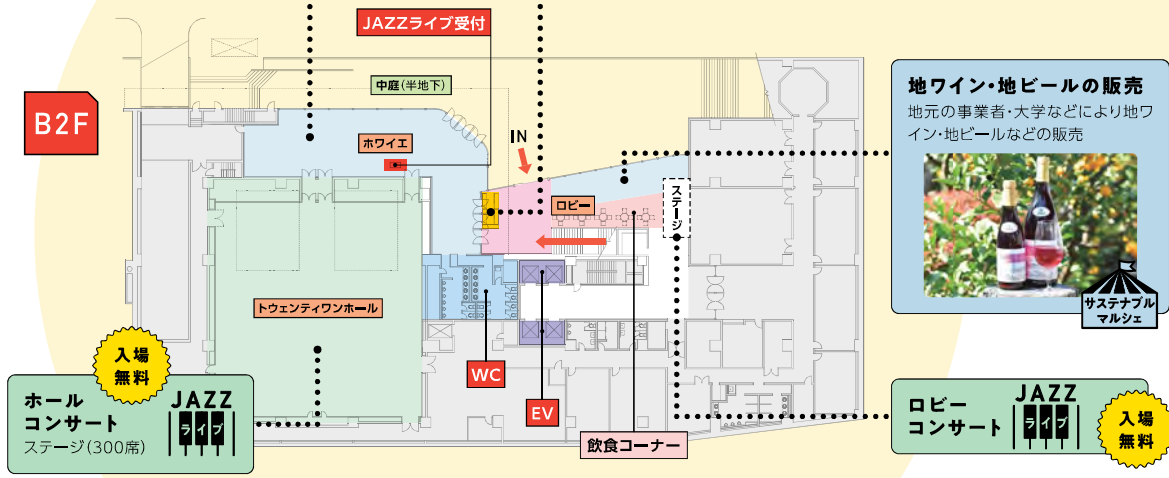 JAZZライブ受付
中庭(半地下)
B2F
ホワイエ
IN
ロビー
ステージ
トウェンティワンホール
WC
EV
飲食コーナー
地ワイン・地ビールの販売
地元の事業者・大学などにより地ワ
イン・地ビールなどの販売
サステナブル
マルシェ
入場
無料
ホール
コンサート
ステージ(300席)
JAZZ
ライブ
ロビー
コンサート
JAZZ
ライブ
入場
無料